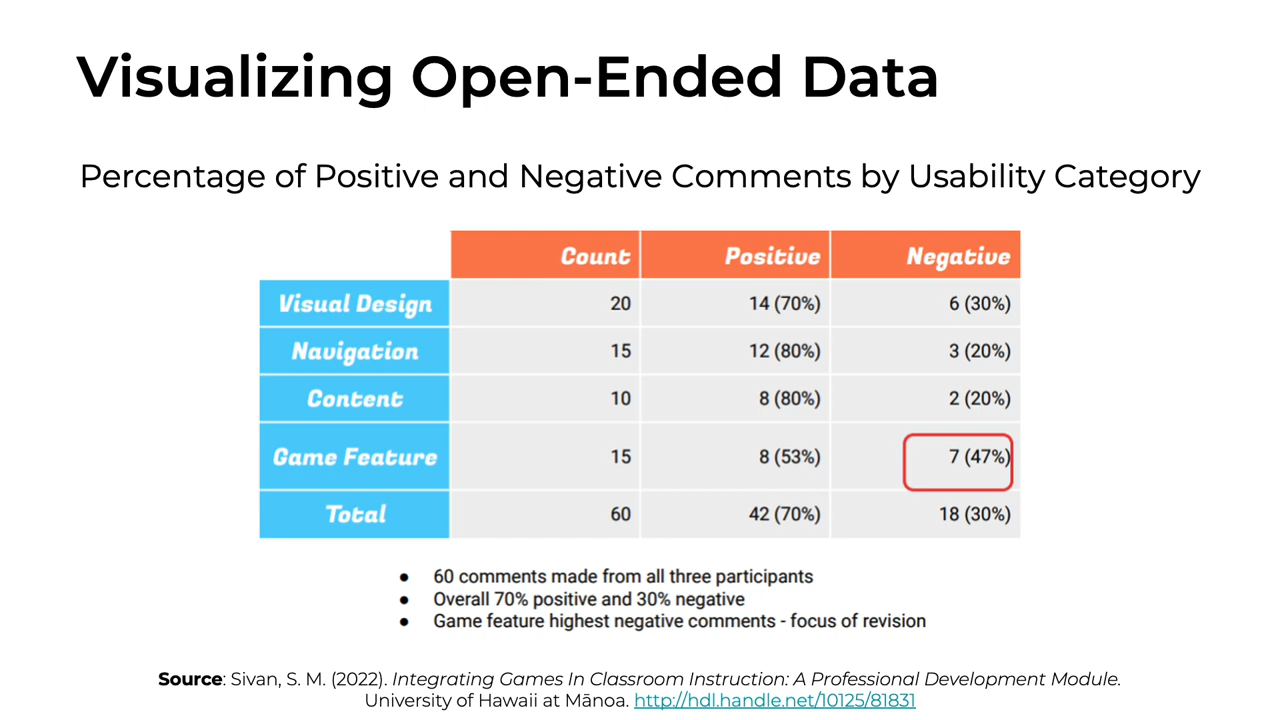 Visualizing Open-Ended Data
Percentage of Positive and Negative Comments by Usability Category
Count Positive Negative
Visual Design 20 14 (70%) 6 (30%)
Navigation 15 12 (80%) 3 (20%)
Content 10 8 (80%) 2 (20%)
Game Feature 15 8 (53%) 7 (47%)
Total 60 42 (70%) 18 (30%)
● 60 comments made from all three participants
● Overall 70% positive and 30% negative
● Game feature highest negative comments - focus of revision
Source: Sivan, S. M. (2022). Integrating Games In Classroom Instruction: A Professional Development Module.
University of Hawaii at Mānoa. http://hdl.handle.net/10125/81831